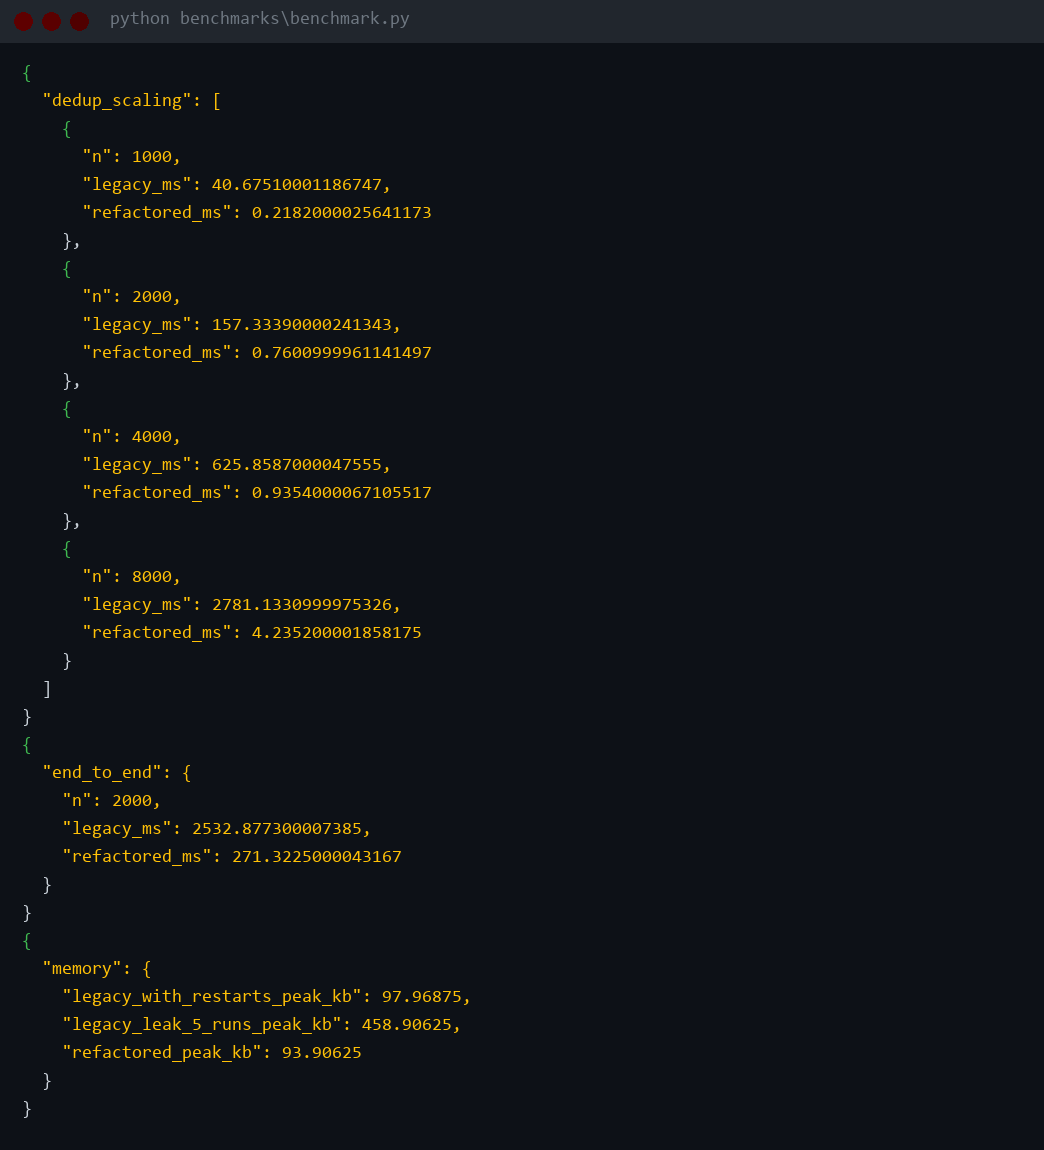 python benchmarks\benchmark.py
{
  "dedup_scaling": [
    {
      "n": 1000,
      "legacy_ms": 40.67510001186747,
      "refactored_ms": 0.2182000025641173
    },
    {
      "n": 2000,
      "legacy_ms": 157.33390000241343,
      "refactored_ms": 0.7600999961141497
    },
    {
      "n": 4000,
      "legacy_ms": 625.8587000047555,
      "refactored_ms": 0.9354000067105517
    },
    {
      "n": 8000,
      "legacy_ms": 2781.1330999975326,
      "refactored_ms": 4.235200001858175
    }
  ]
}
{
  "end_to_end": {
    "n": 2000,
    "legacy_ms": 2532.877300007385,
    "refactored_ms": 271.3225000043167
  }
}
{
  "memory": {
    "legacy_with_restarts_peak_kb": 97.96875,
    "legacy_leak_5_runs_peak_kb": 458.90625,
    "refactored_peak_kb": 93.90625
  }
}